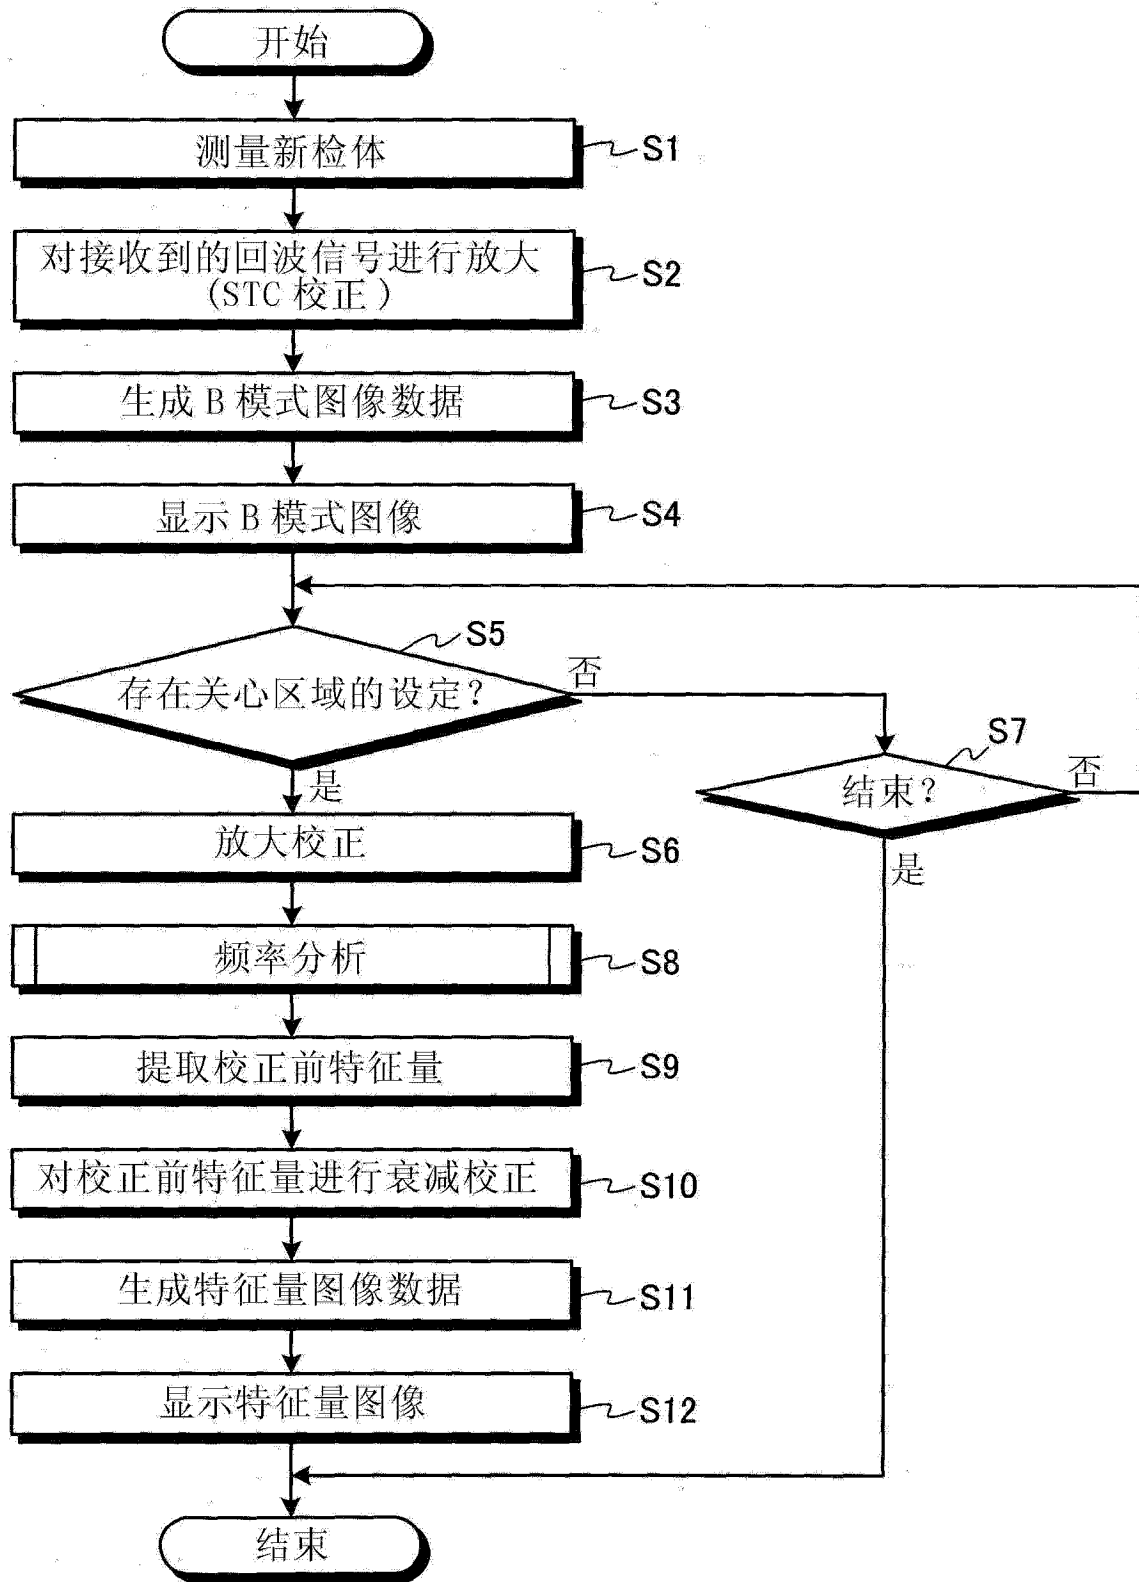 开始
测量新检体
S1
对接收到的回波信号进行放大
(STC 校正)
S2
生成 B 模式图像数据
S3
显示 B 模式图像
S4
S5
存在关心区域的设定?
否
是
S7
结束?
否
是
放大校正
S6
频率分析
S8
提取校正前特征量
S9
对校正前特征量进行衰减校正
S10
生成特征量图像数据
S11
显示特征量图像
S12
结束